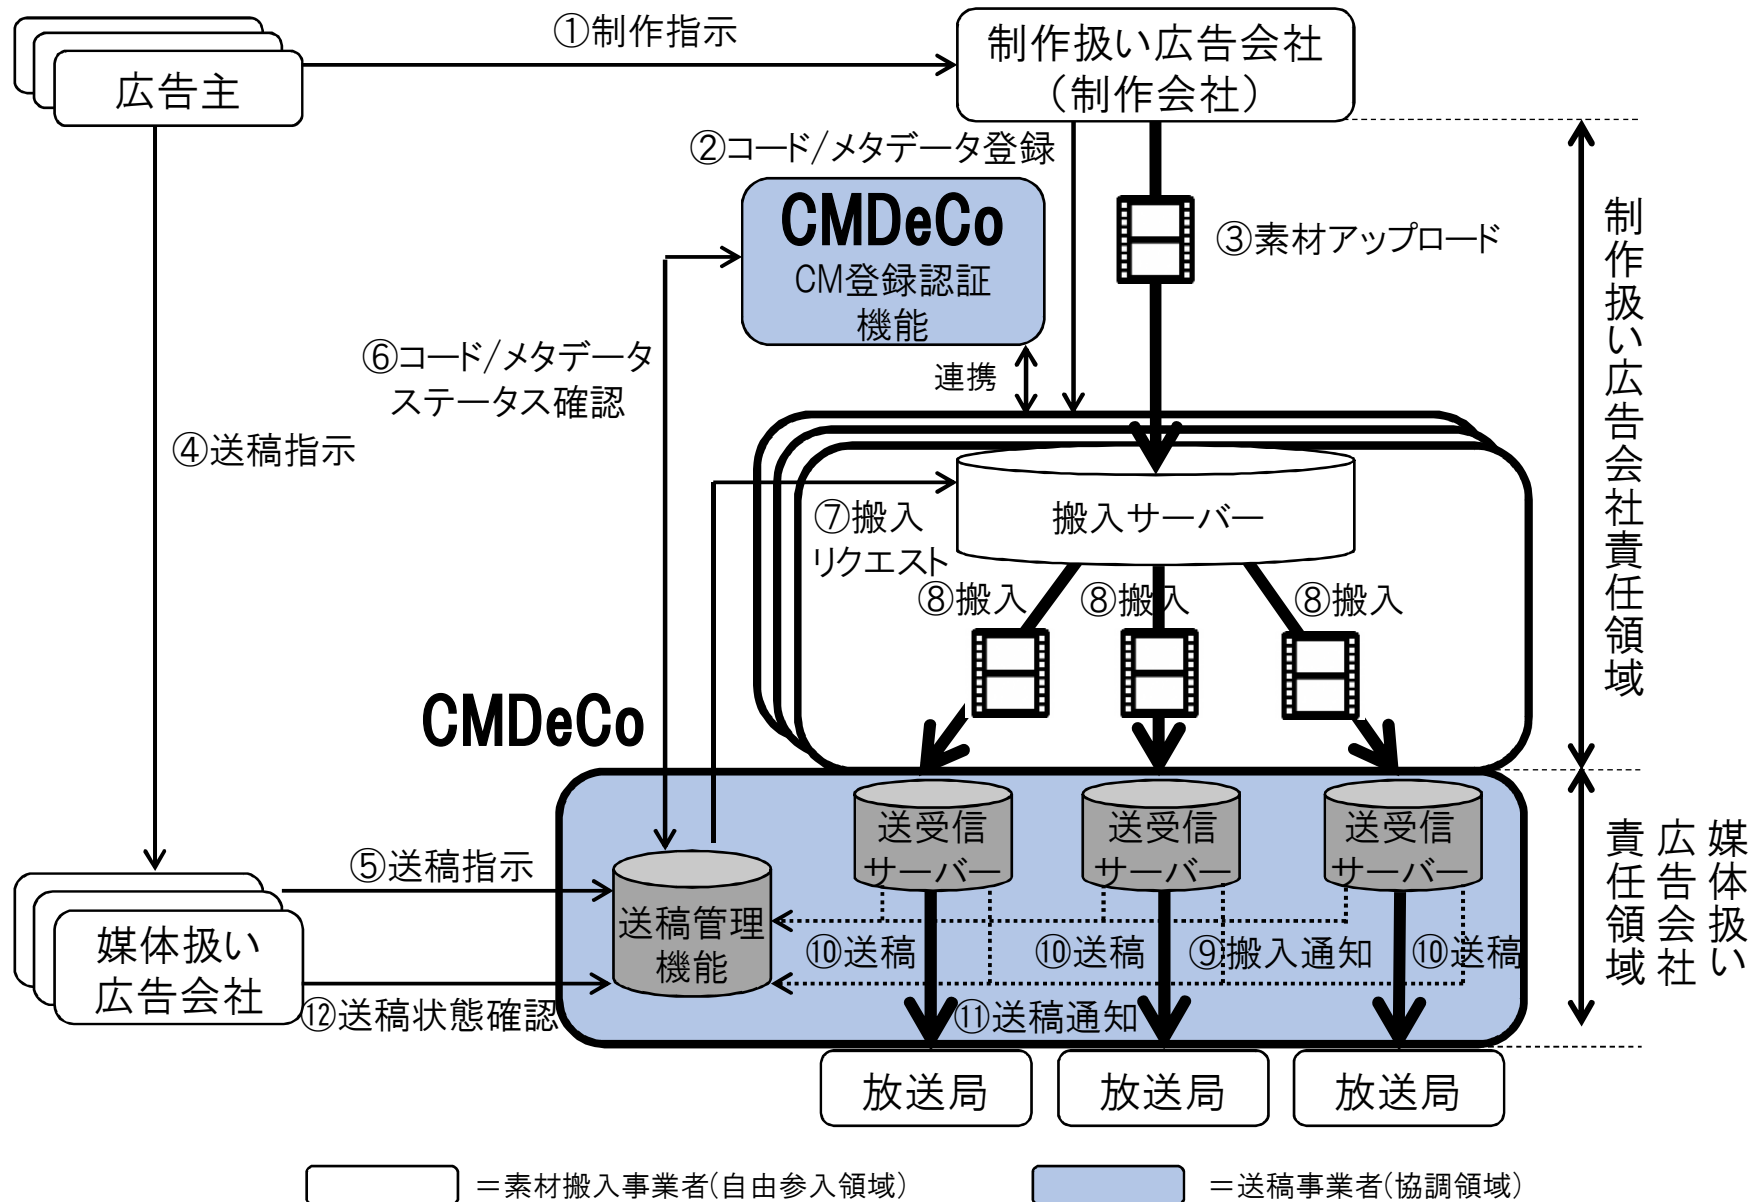 ①制作指示
制作扱い広告会社
（制作会社）
広告主
②コード/メタデータ登録
CMDeCo
CM登録認証
機能
③素材アップロード
制作扱い広告会社責任領域
⑥コード/メタデータ
ステータス確認
連携
④送稿指示
⑦搬入
リクエスト
搬入サーバー
⑧搬入
⑧搬入
⑧搬入
CMDeCo
送受信
サーバー
送受信
サーバー
送受信
サーバー
媒体扱い
広告会社
責任領域
⑤送稿指示
送稿管理
機能
媒体扱い
広告会社
⑩送稿
⑩送稿
⑨搬入通知
⑩送稿
⑫送稿状態確認
⑪送稿通知
放送局
放送局
放送局
＝素材搬入事業者(自由参入領域)
＝送稿事業者(協調領域)